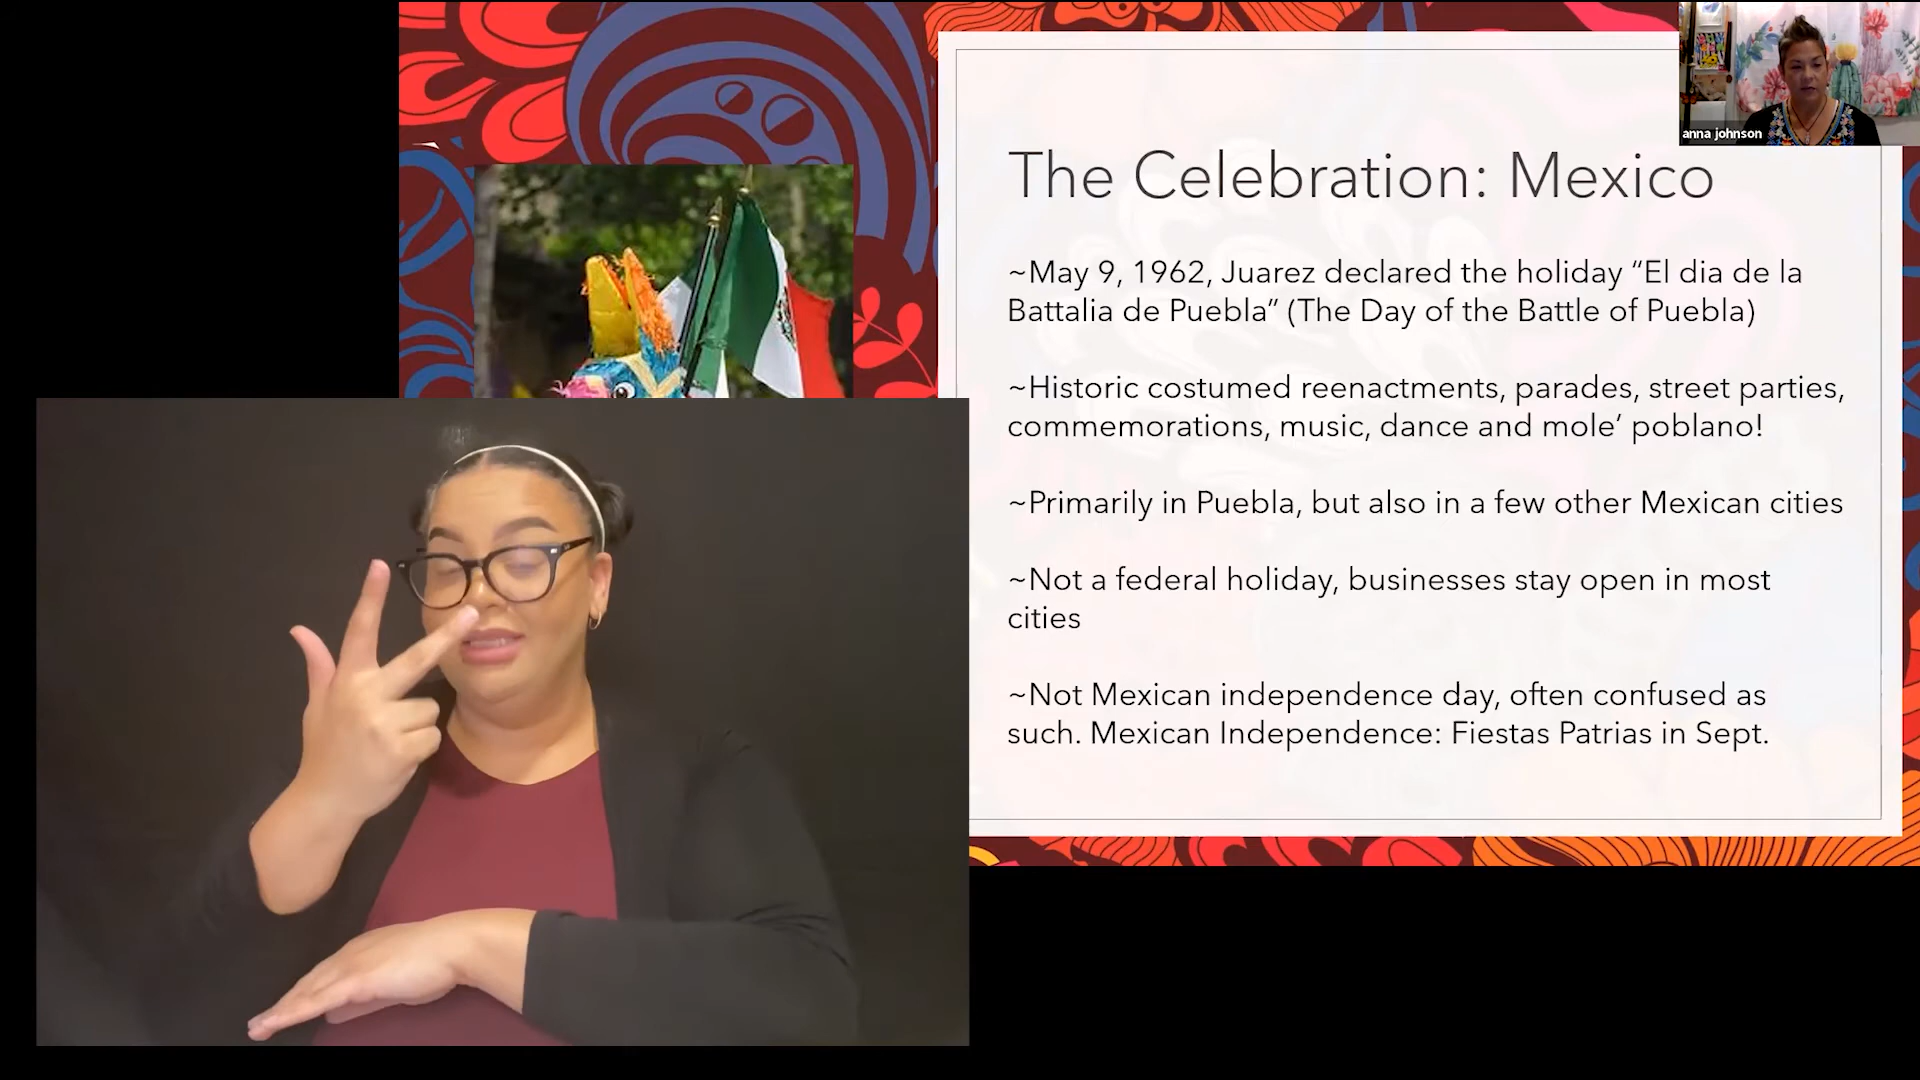 anna johnson
The Celebration: Mexico
~May 9, 1962, Juarez declared the holiday “El dia de la
Battalia de Puebla” (The Day of the Battle of Puebla)
~Historic costumed reenactments, parades, street parties,
commemorations, music, dance and mole’ poblano!
~Primarily in Puebla, but also in a few other Mexican cities
~Not a federal holiday, businesses stay open in most
cities
~Not Mexican independence day, often confused as
such. Mexican Independence: Fiestas Patrias in Sept.